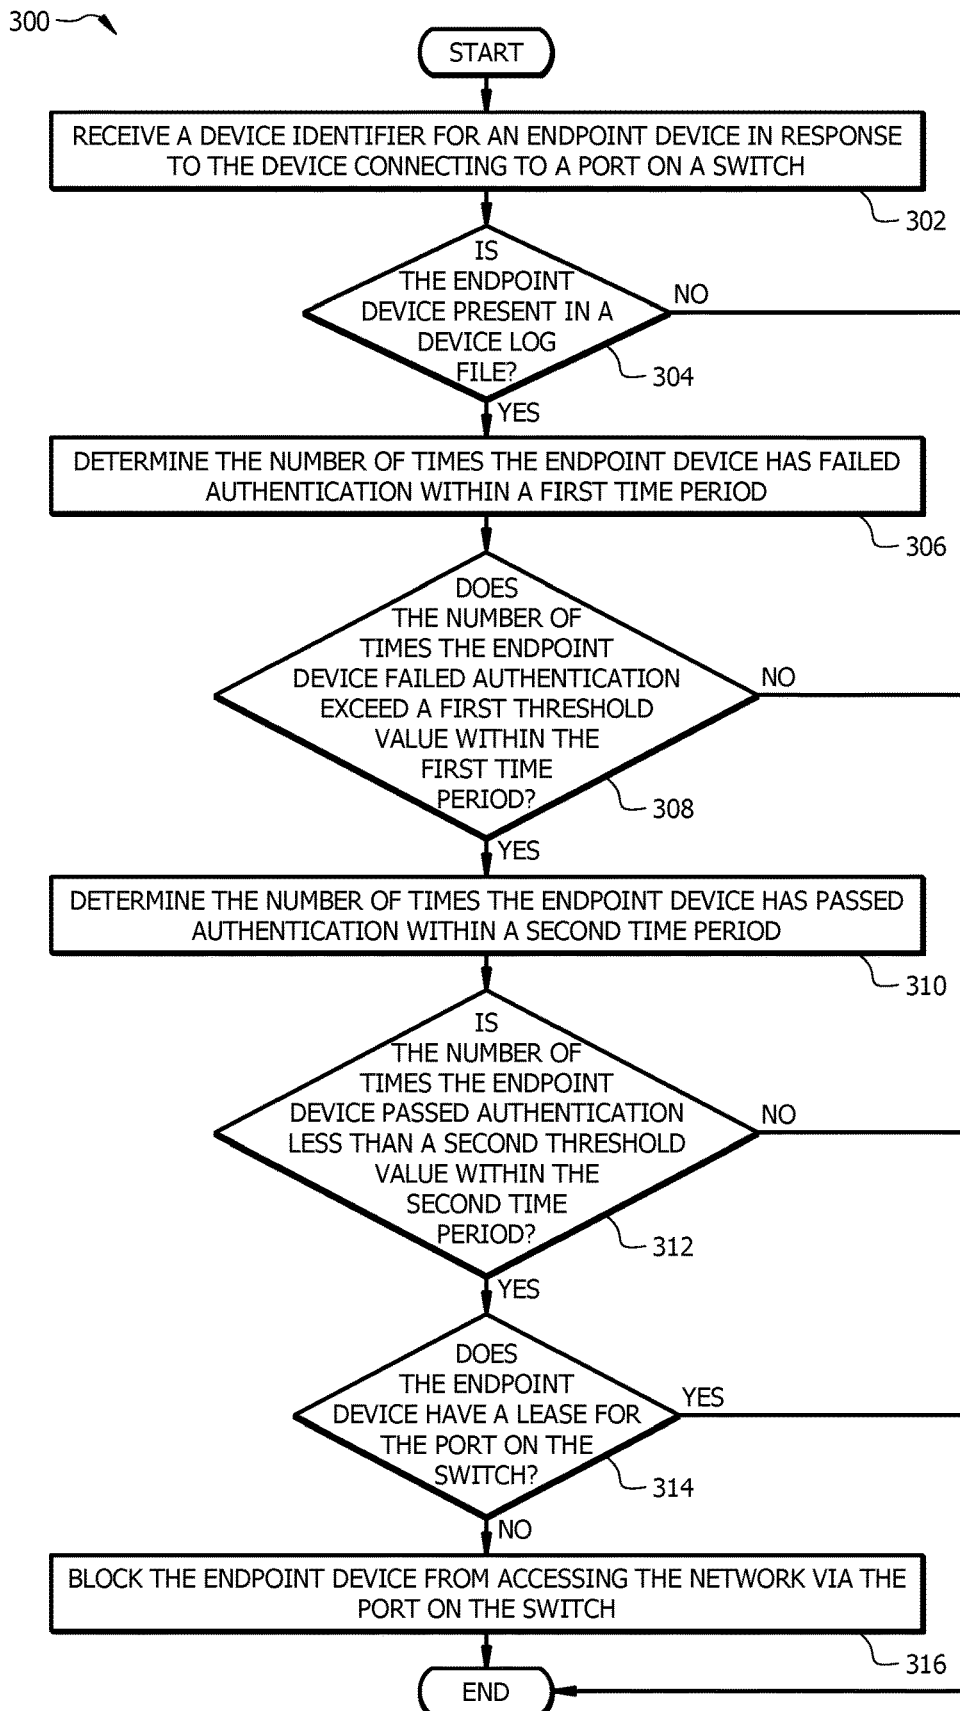 300
START
RECEIVE A DEVICE IDENTIFIER FOR AN ENDPOINT DEVICE IN RESPONSE
TO THE DEVICE CONNECTING TO A PORT ON A SWITCH
302
IS
THE ENDPOINT
DEVICE PRESENT IN A
DEVICE LOG
FILE?
NO
304
YES
DETERMINE THE NUMBER OF TIMES THE ENDPOINT DEVICE HAS FAILED
AUTHENTICATION WITHIN A FIRST TIME PERIOD
306
DOES
THE NUMBER OF
TIMES THE ENDPOINT
DEVICE FAILED AUTHENTICATION
EXCEED A FIRST THRESHOLD
VALUE WITHIN THE
FIRST TIME
PERIOD?
NO
308
YES
DETERMINE THE NUMBER OF TIMES THE ENDPOINT DEVICE HAS PASSED
AUTHENTICATION WITHIN A SECOND TIME PERIOD
310
IS
THE NUMBER OF
TIMES THE ENDPOINT
DEVICE PASSED AUTHENTICATION
LESS THAN A SECOND THRESHOLD
VALUE WITHIN THE
SECOND TIME
PERIOD?
NO
312
YES
DOES
THE ENDPOINT
DEVICE HAVE A LEASE FOR
THE PORT ON THE
SWITCH?
YES
314
NO
BLOCK THE ENDPOINT DEVICE FROM ACCESSING THE NETWORK VIA THE
PORT ON THE SWITCH
316
END